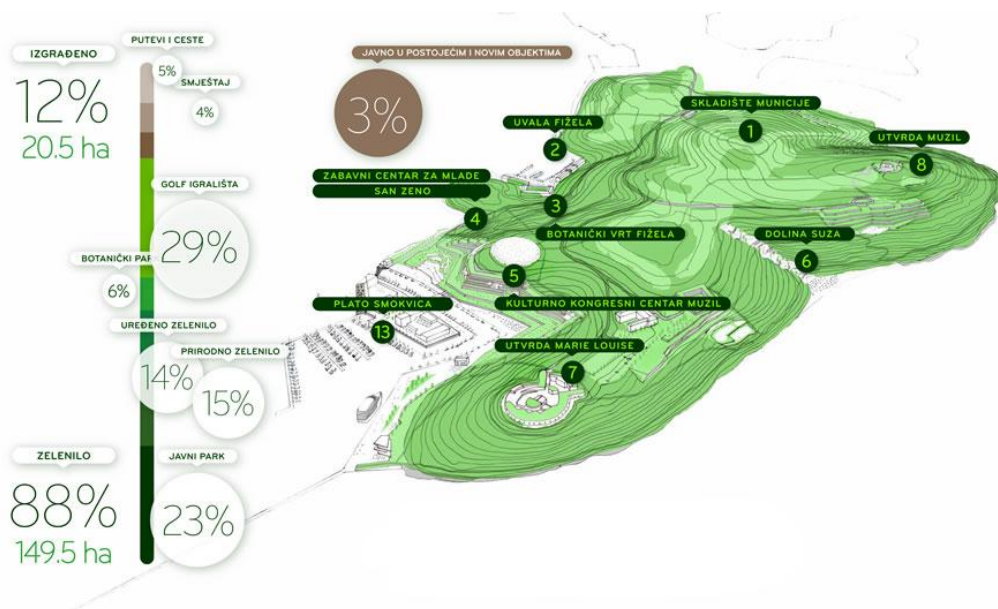 IZGRAĐENO
12%
20.5 ha
PUTEVI I CESTE
5%
SMJEŠTAJ
4%
JAVNO U POSTOJEĆIM I NOVIM OBJEKTIMA
3%
GOLF IGRALIŠTA
29%
BOTANIČKI PAR
6%
UREĐENO ZELENILO
14%
PRIRODNO ZELENILO
15%
ZELENILO
88%
149.5 ha
JAVNI PARK
23%
SKLADIŠTE MUNICIJE
1
UVALA FIŽELA
2
UTVRDA MUZIL
8
ZABAVNI CENTAR ZA MLADE
SAN ZENO
4
3
BOTANIČKI VRT FIŽELA
DOLINA SUZA
6
5
KULTURNO KONGRESNI CENTAR MUZIL
PLATO SMOKVICA
13
UTVRDA MARIE LOUISE
7